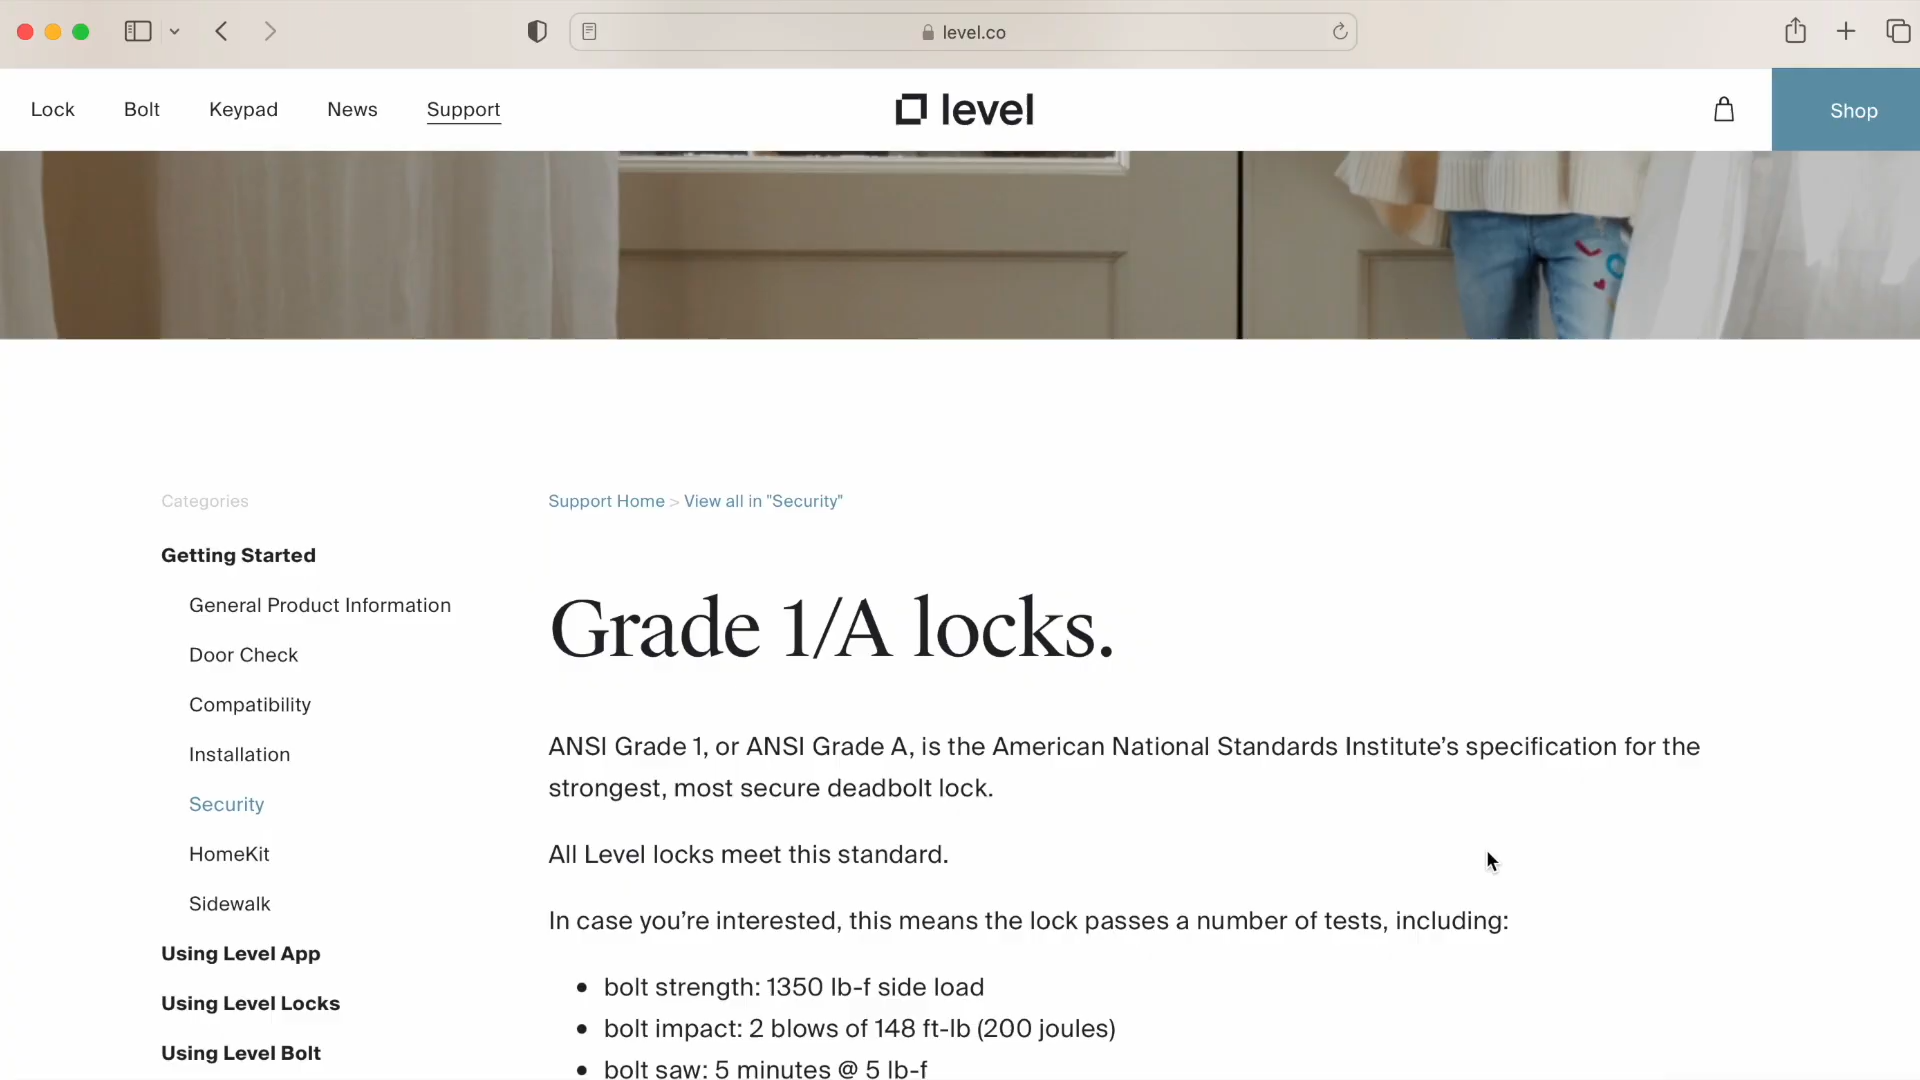 level.co
Lock Bolt Keypad News Support
level
Shop
Categories
Getting Started
General Product Information
Door Check
Compatibility
Installation
Security
HomeKit
Sidewalk
Using Level App
Using Level Locks
Using Level Bolt
Support Home > View all in "Security"
Grade 1/A locks.
ANSI Grade 1, or ANSI Grade A, is the American National Standards Institute’s specification for the
strongest, most secure deadbolt lock.
All Level locks meet this standard.
In case you’re interested, this means the lock passes a number of tests, including:
• bolt strength: 1350 lb-f side load
• bolt impact: 2 blows of 148 ft-lb (200 joules)
• bolt saw: 5 minutes @ 5 lb-f